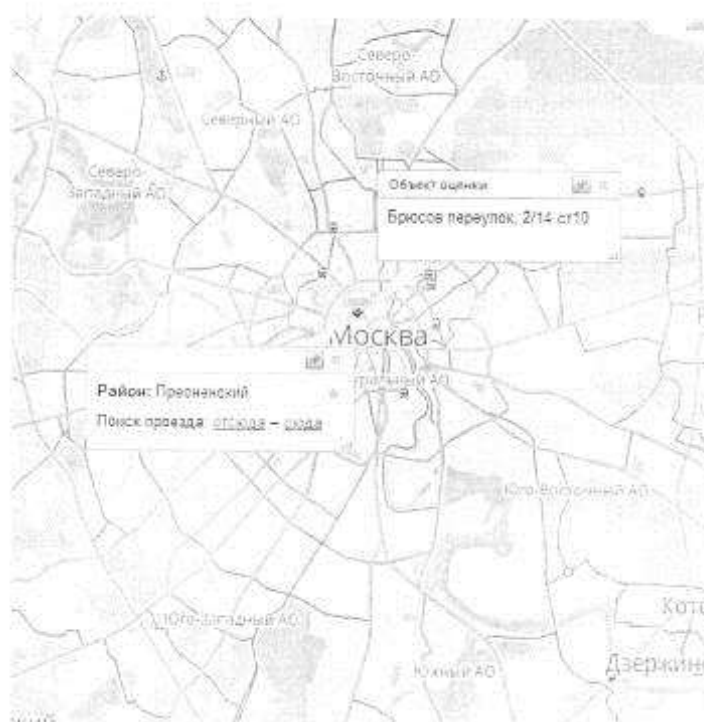 Северо-
Восточный АО
Северный АО
Северо-
Западный АО
Объект оценки
Брюсов переулок, 2/14 ст10
Москва
Район: Пресненский
Поиск проезда: отсюда – сюда
Юго-Восточный АО
Юго-Западный АО
Южный АО
Дзержин